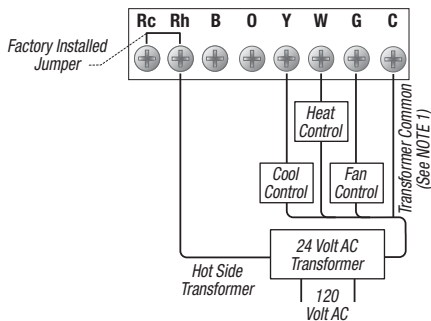 Rc Rh B O Y W G C
Factory Installed
Jumper
Heat
Control
Cool
Control
Fan
Control
Transformer Common
(See NOTE 1)
24 Volt AC
Transformer
Hot Side
Transformer
120
Volt AC